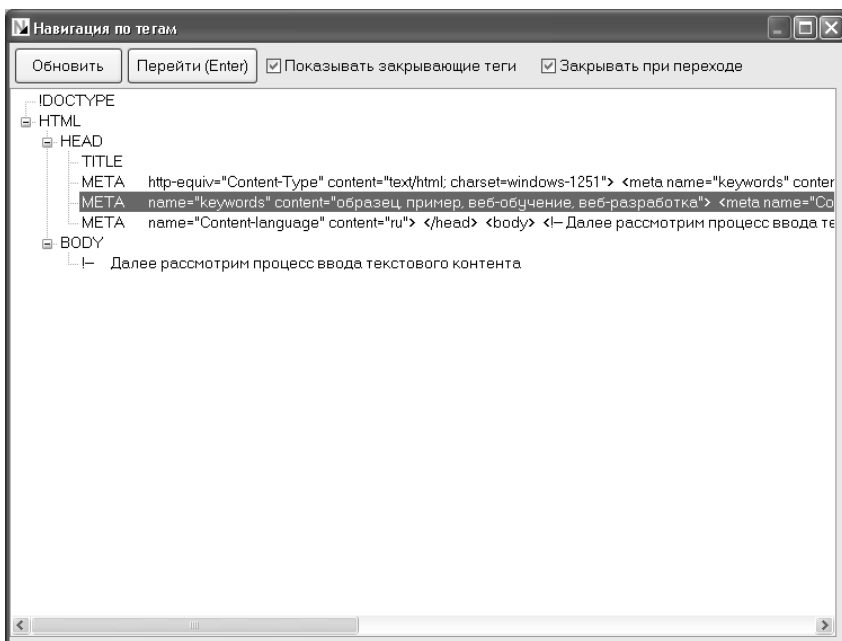 Навигация по тегам
Обновить Перейти (Enter) Показывать закрывающие теги Закрывать при переходе
!DOCTYPE
HTML
HEAD
TITLE
META http-equiv="Content-Type" content="text/html; charset=windows-1251"> <meta name="keywords" conter
META name="keywords" content="образец, пример, веб-обучение, веб-разработка"> <meta name="Co
META name="Content-language" content="ru"> </head> <body> <!-- Далее рассмотрим процесс ввода те
BODY
!-- Далее рассмотрим процесс ввода текстового контента